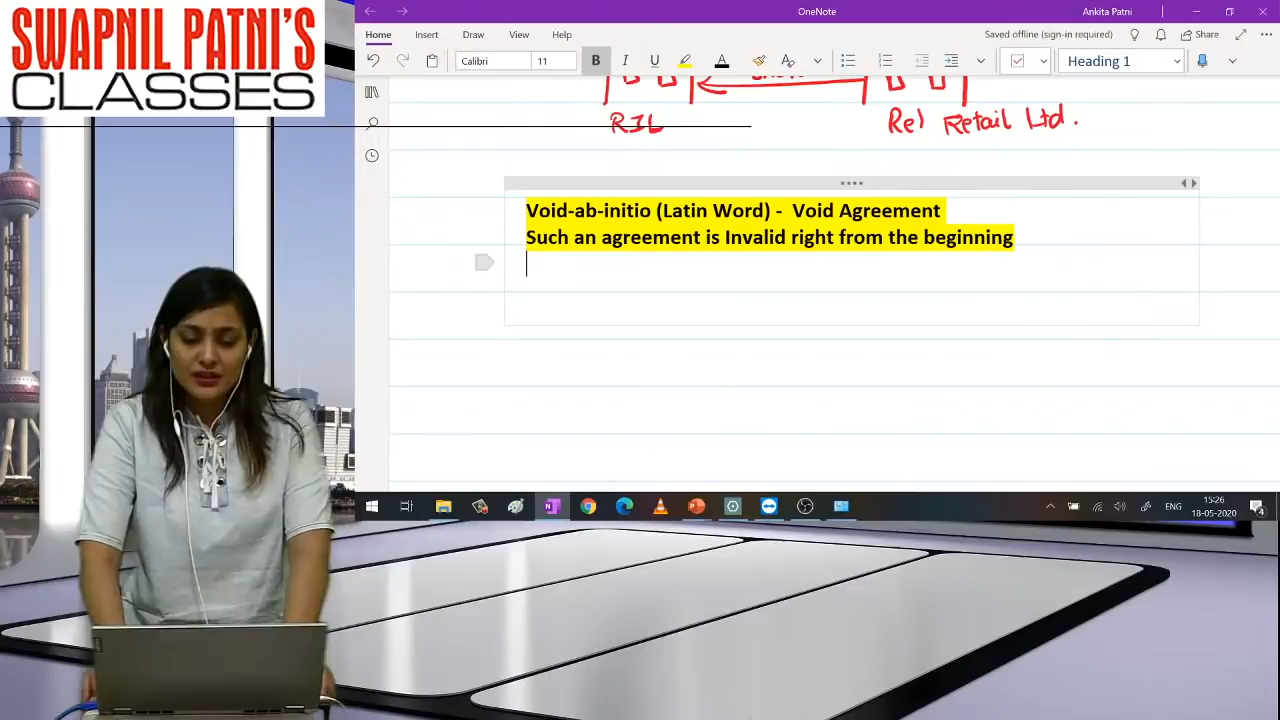 SWAPNIL PATNI'S
CLASSES
OneNote
Ankita Patni
Home Insert Draw View Help
Saved offline (sign-in required)
Share
Calibri 11 B I U A Heading 1
RIL
Rel Retail Ltd.
Void-ab-initio (Latin Word) - Void Agreement
Such an agreement is Invalid right from the beginning
ENG
15:26
18-05-2020